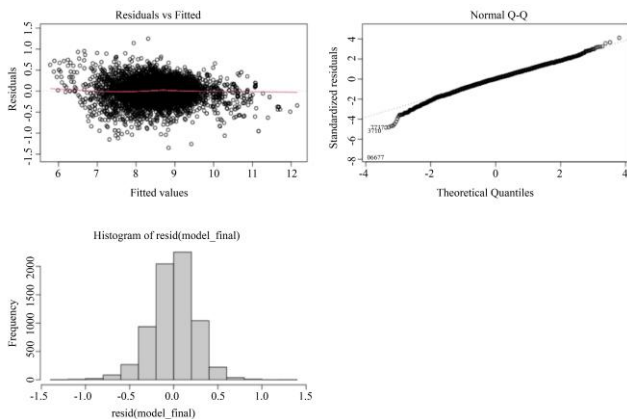 Residuals vs Fitted
Residuals
1.5
1.0
0.5
0.0
-0.5
-1.0
-1.5
6 7 8 9 10 11 12
Fitted values
Normal Q-Q
Standardized residuals
4
2
0
-2
-4
-6
-8
3759
96677
-4 -2 0 2 4
Theoretical Quantiles
Histogram of resid(model_final)
Frequency
2000
1500
1000
500
0
-1.5 -1.0 -0.5 0.0 0.5 1.0 1.5
resid(model_final)